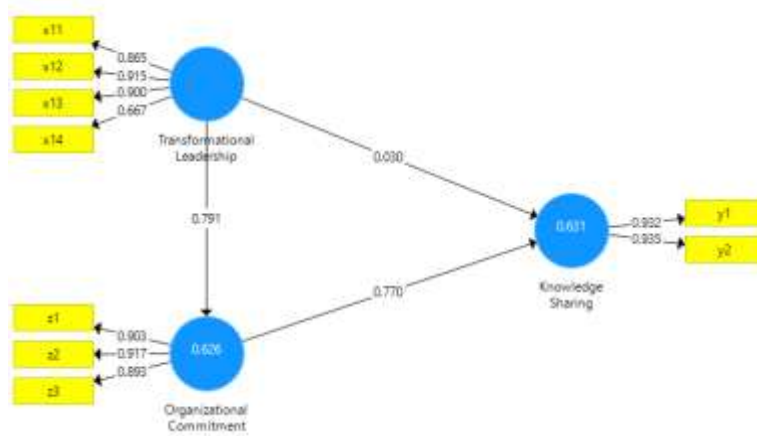 x11
x12
x13
x14
0.865
0.915
0.900
0.667
Transformational
Leadership
0.791
0.030
0.770
z1
z2
z3
0.903
0.917
0.893
0.626
Organizational
Commitment
0.631
Knowledge
Sharing
0.932
0.935
y1
y2